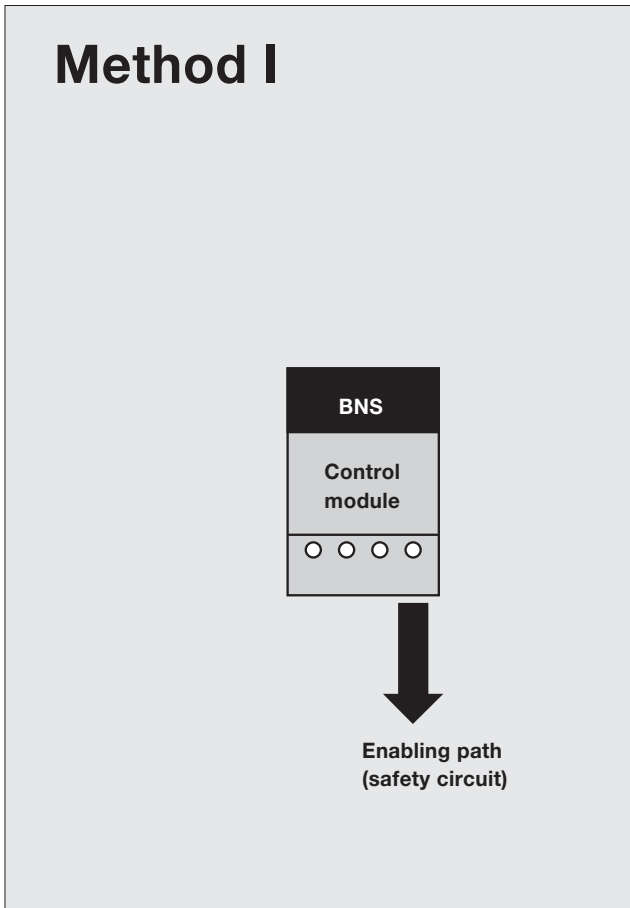 Method I
BNS
Control
module
Enabling path
(safety circuit)